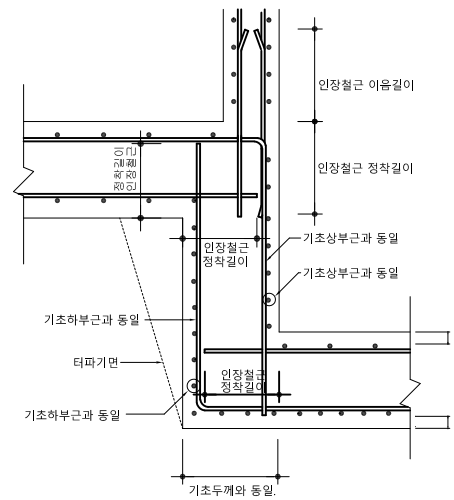 인장철근 이음길이
인장철근
정착길이
인장철근 정착길이
기초상부근과 동일
인장철근
정착길이
기초상부근과 동일
기초하부근과 동일
터파기면
인장철근
정착길이
기초하부근과 동일
기초두께와 동일.